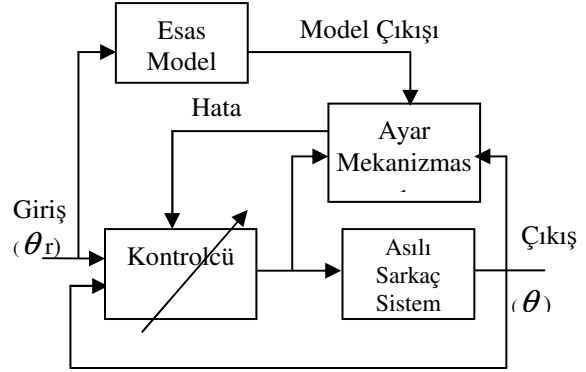 Esas
Model
Model Çıkışı
Hata
Ayar
Mekanizmas
Giriş
(θr)
Kontrolcü
Asılı
Sarkaç
Sistem
Çıkış
(θ)